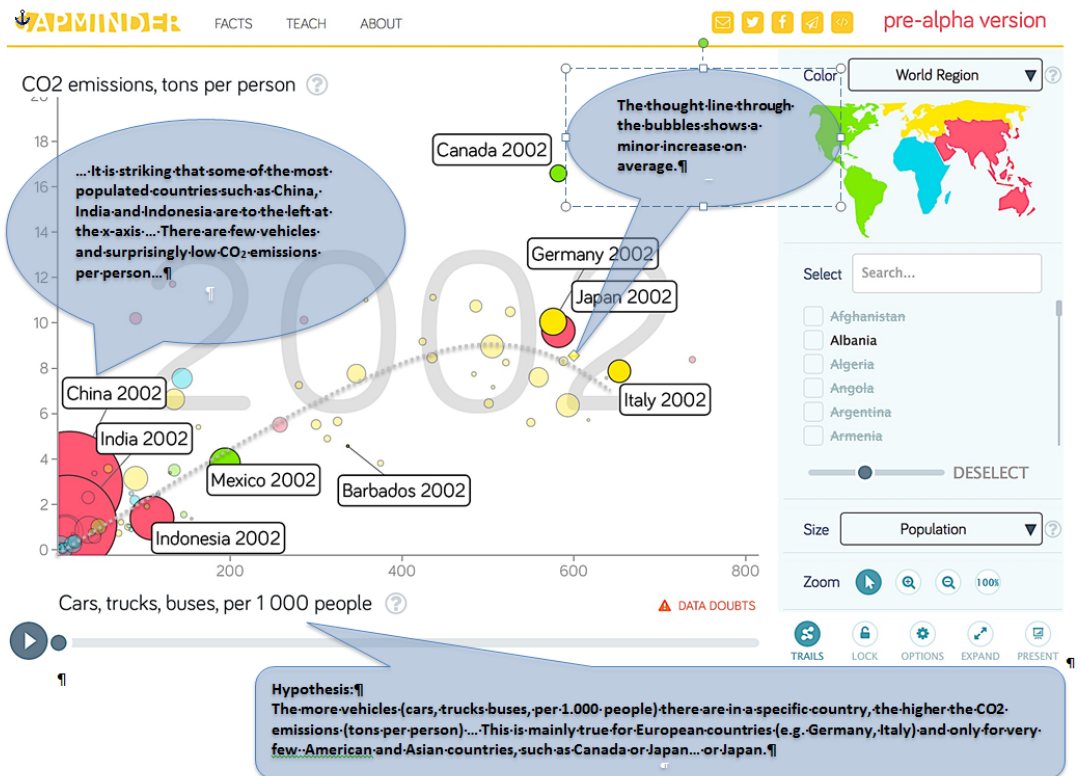 GAPMINDER FACTS TEACH ABOUT pre-alpha version
CO2 emissions, tons per person ?
Color World Region ?
The thought line through
the bubbles shows a
minor increase on
average.¶
20
18
16
14
12
10
8
6
4
2
0
… It is striking that some of the most
populated countries such as China,
India and Indonesia are to the left at
the x-axis … There are few vehicles
and surprisingly low CO₂ emissions
per person…¶
¶
2002
Canada 2002
Germany 2002
Japan 2002
Italy 2002
China 2002
India 2002
Mexico 2002
Barbados 2002
Indonesia 2002
200 400 600 800
Cars, trucks, buses, per 1 000 people ?
DATA DOUBTS
Select Search...
Afghanistan
Albania
Algeria
Angola
Argentina
Armenia
DESELECT
Size Population ?
Zoom 100%
TRAILS LOCK OPTIONS EXPAND PRESENT ¶
¶
Hypothesis:¶
The more vehicles (cars, trucks buses, per 1.000 people) there are in a specific country, the higher the CO2
emissions (tons per person) … This is mainly true for European countries (e.g. Germany, Italy) and only for very
few American and Asian countries, such as Canada or Japan… or Japan.¶
¶